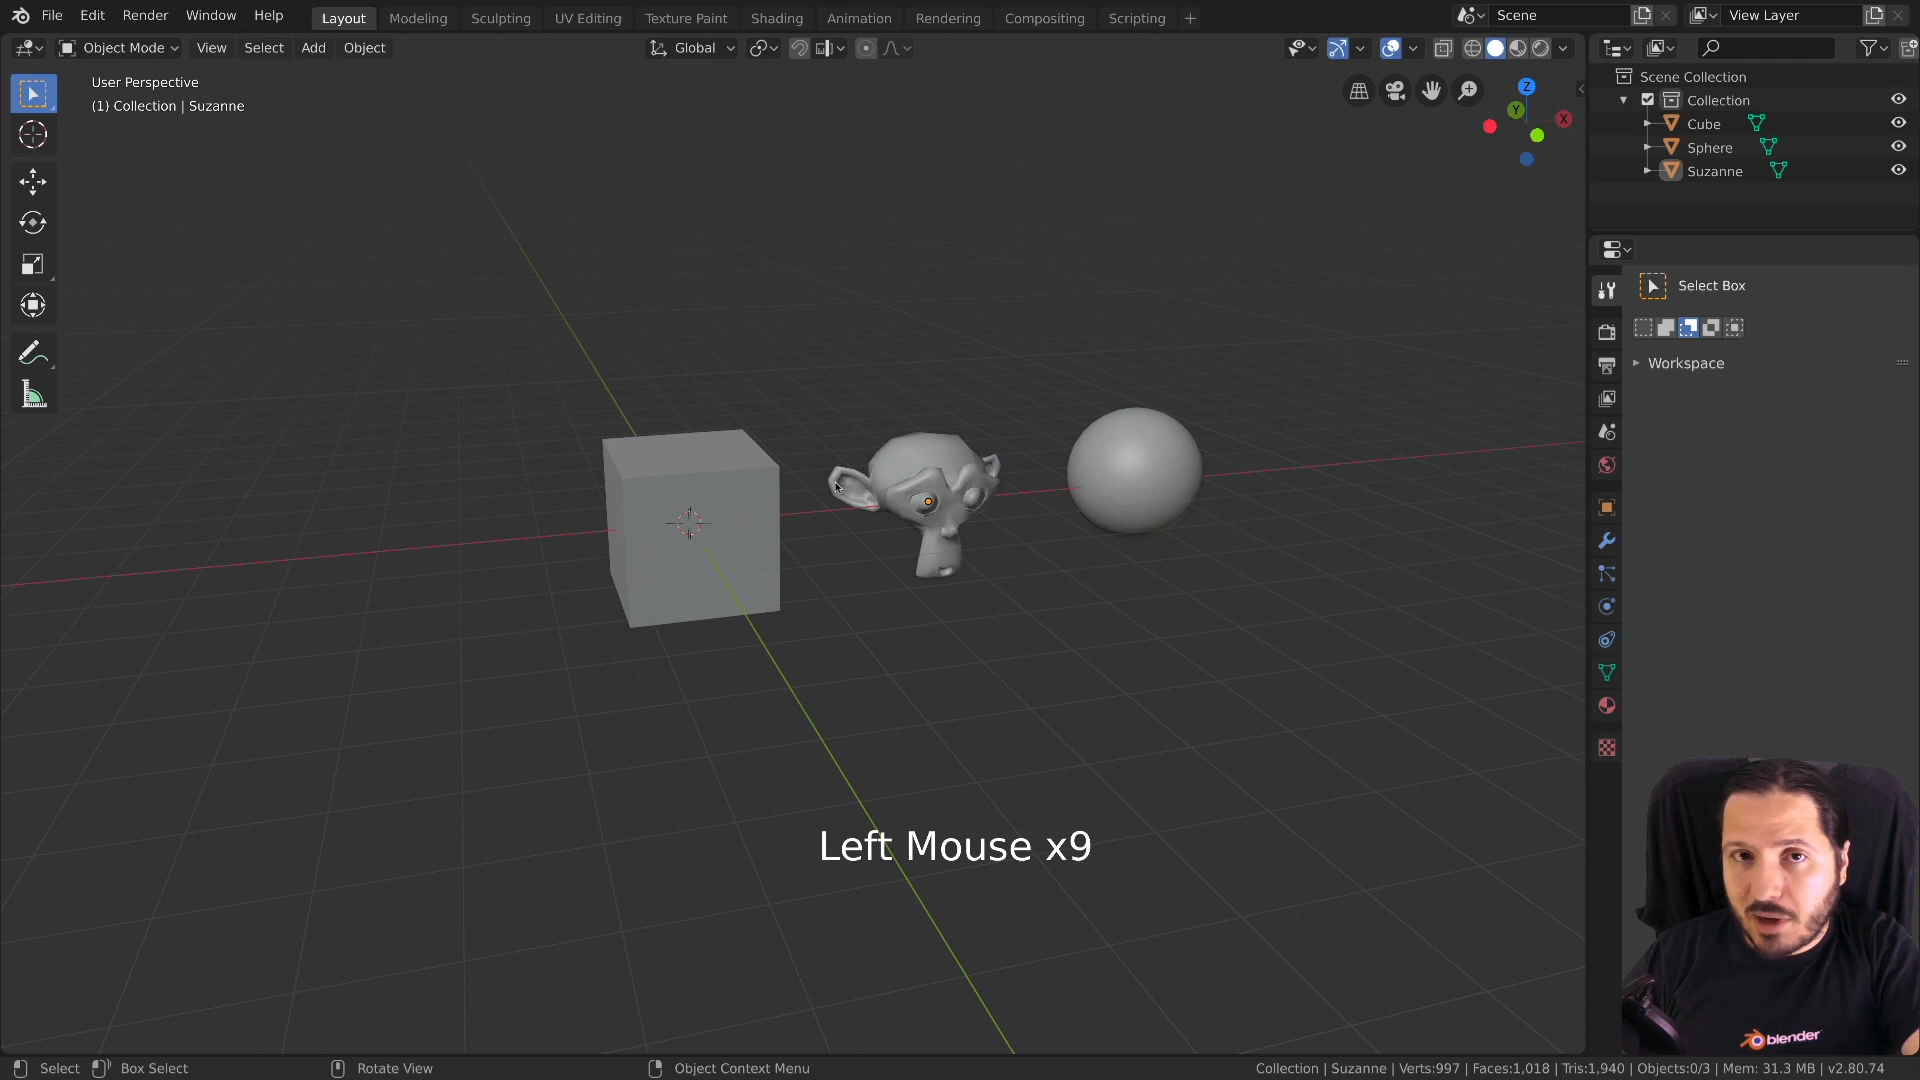 File Edit Render Window Help Layout Modeling Sculpting UV Editing Texture Paint Shading Animation Rendering Compositing Scripting + Scene View Layer
Object Mode View Select Add Object Global
User Perspective
(1) Collection | Suzanne
Z
Y
X
Scene Collection
Collection
Cube
Sphere
Suzanne
Select Box
Workspace
Left Mouse x9
blender
Select Box Select Rotate View Object Context Menu Collection | Suzanne | Verts:997 | Faces:1,018 | Tris:1,940 | Objects:0/3 | Mem: 31.3 MB | v2.80.74